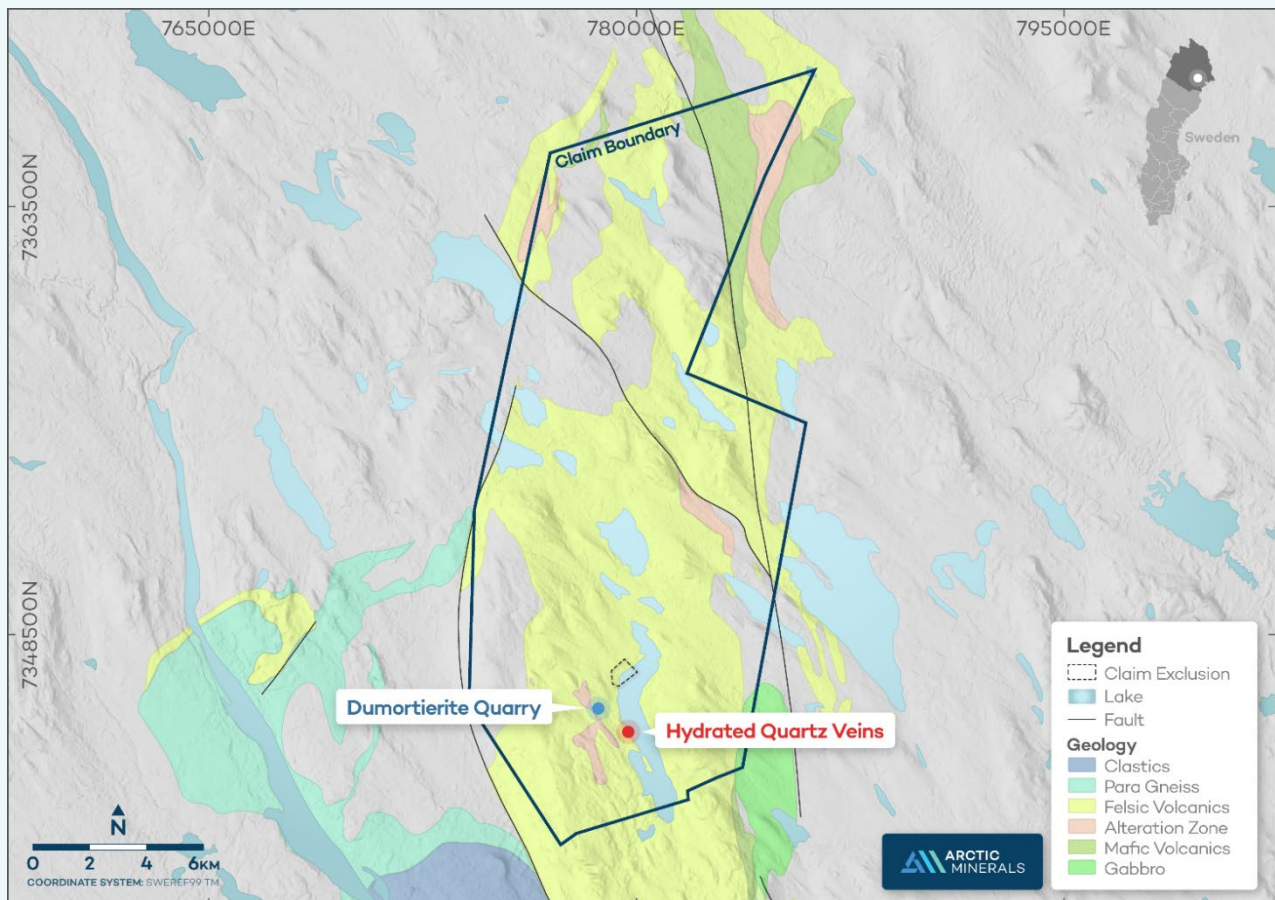 765000E
780000E
795000E
7363500N
7348500N
Claim Boundary
Sweden
Dumortierite Quarry
Hydrated Quartz Veins
N
0 2 4 6KM
COORDINATE SYSTEM: SWEREF99 TM
ARCTIC
MINERALS
Legend
Claim Exclusion
Lake
Fault
Geology
Clastics
Para Gneiss
Felsic Volcanics
Alteration Zone
Mafic Volcanics
Gabbro